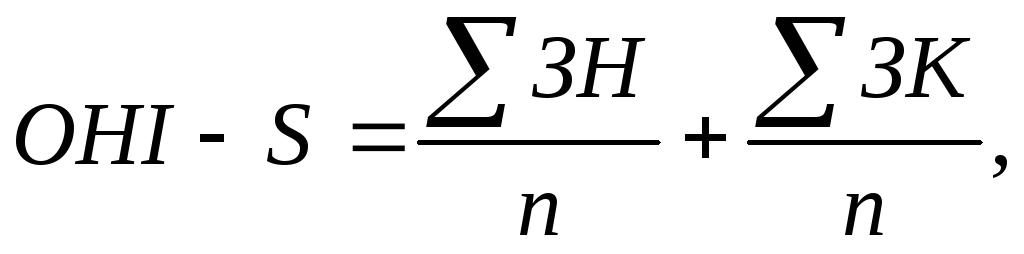 OHI - S = ∑ЗН/n + ∑ЗК/n,